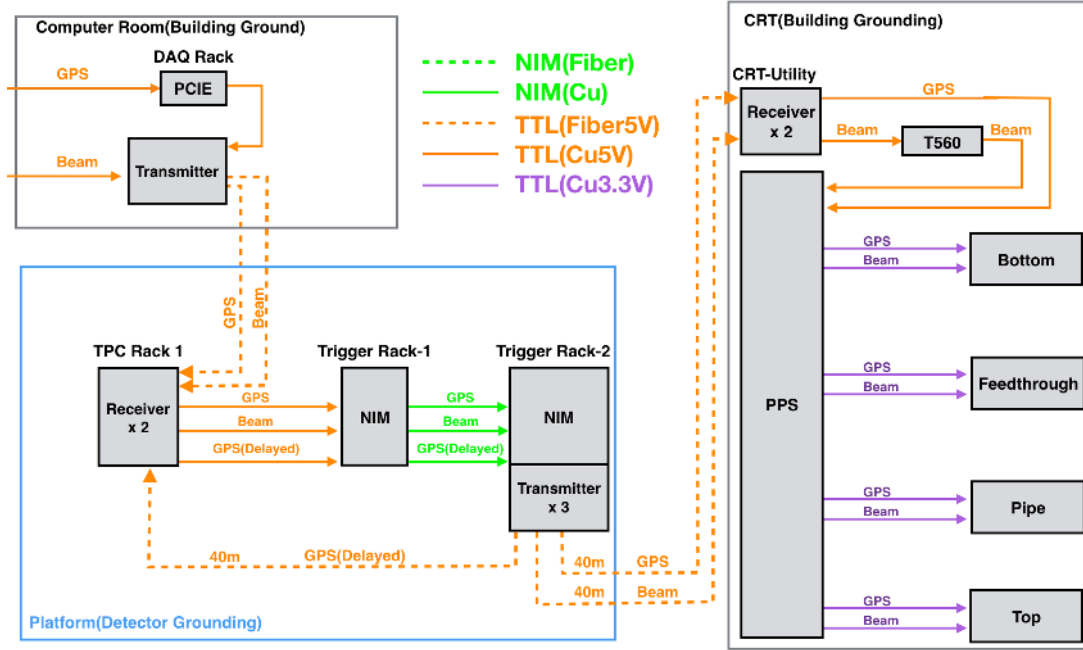 Computer Room(Building Ground)
DAQ Rack
GPS
PCIE
Beam
Transmitter
NIM(Fiber)
NIM(Cu)
TTL(Fiber5V)
TTL(Cu5V)
TTL(Cu3.3V)
CRT(Building Grounding)
CRT-Utility
Receiver
x 2
GPS
Beam
T560
Beam
PPS
GPS
Beam
Bottom
GPS
Beam
Feedthrough
GPS
Beam
Pipe
GPS
Beam
Top
GPS
Beam
TPC Rack 1
Trigger Rack-1
Trigger Rack-2
Receiver
x 2
GPS
Beam
GPS(Delayed)
NIM
GPS
Beam
GPS(Delayed)
NIM
Transmitter
x 3
40m GPS(Delayed)
40m GPS
40m Beam
Platform(Detector Grounding)